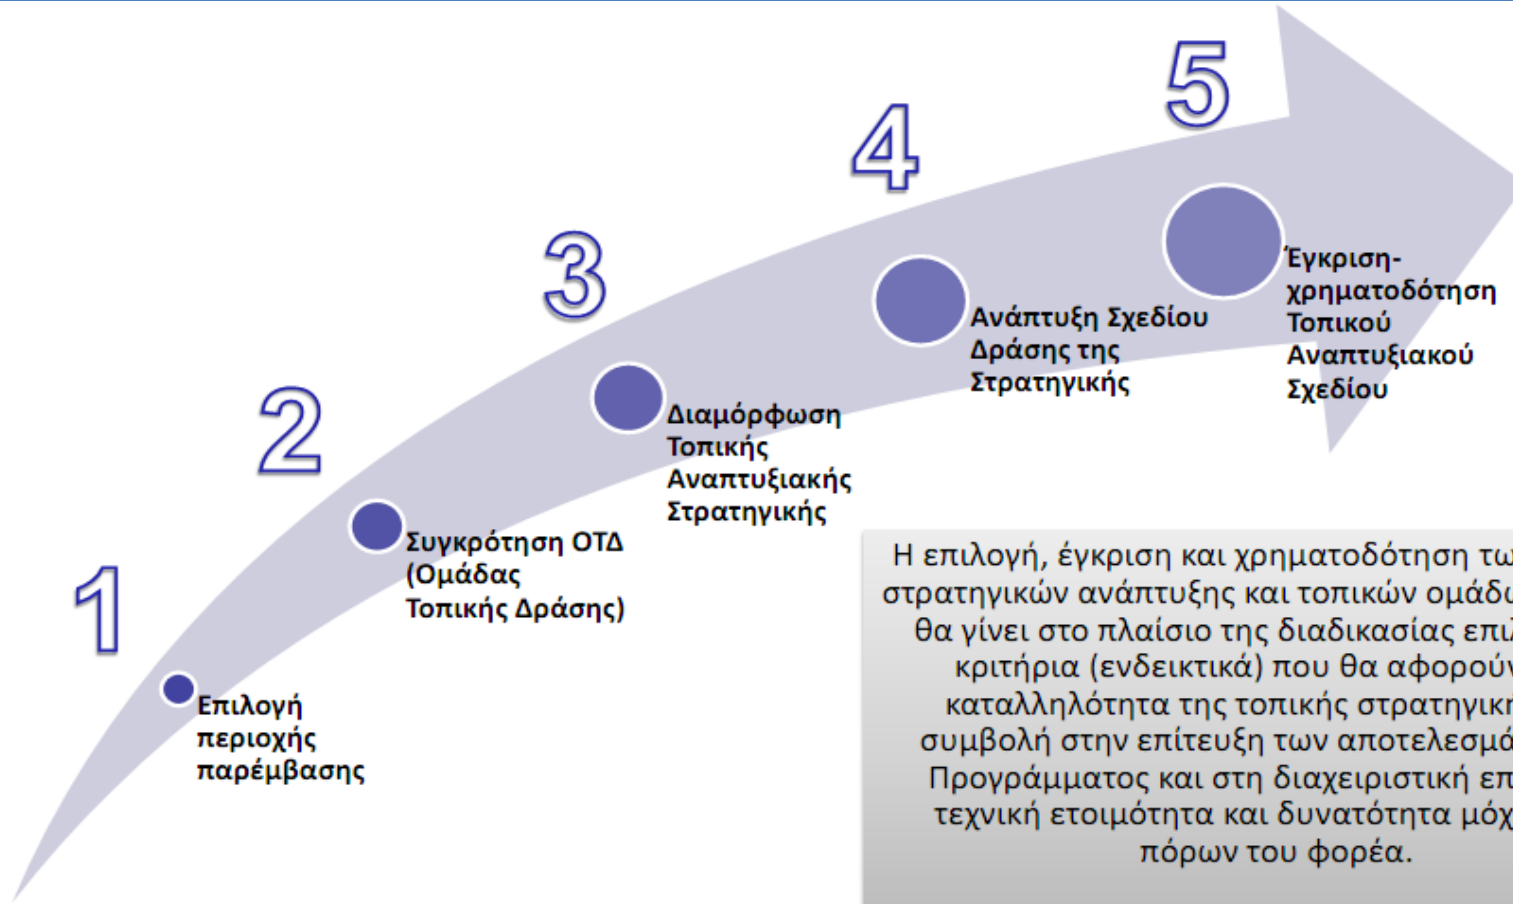 1
Επιλογή
περιοχής
παρέμβασης
2
Συγκρότηση ΟΤΔ
(Ομάδας
Τοπικής Δράσης)
3
Διαμόρφωση
Τοπικής
Αναπτυξιακής
Στρατηγικής
4
Ανάπτυξη Σχεδίου
Δράσης της
Στρατηγικής
5
Έγκριση-
χρηματοδότηση
Τοπικού
Αναπτυξιακού
Σχεδίου
Η επιλογή, έγκριση και χρηματοδότηση
στρατηγικών ανάπτυξης και τοπικών
θα γίνει στο πλαίσιο της διαδικασίας
κριτήρια (ενδεικτικά) που θα
καταλληλότητα της τοπικής
συμβολή στην επίτευξη των
Προγράμματος και στη διαχειριστική
τεχνική ετοιμότητα και δυνατότητα
πόρων του φορέα.